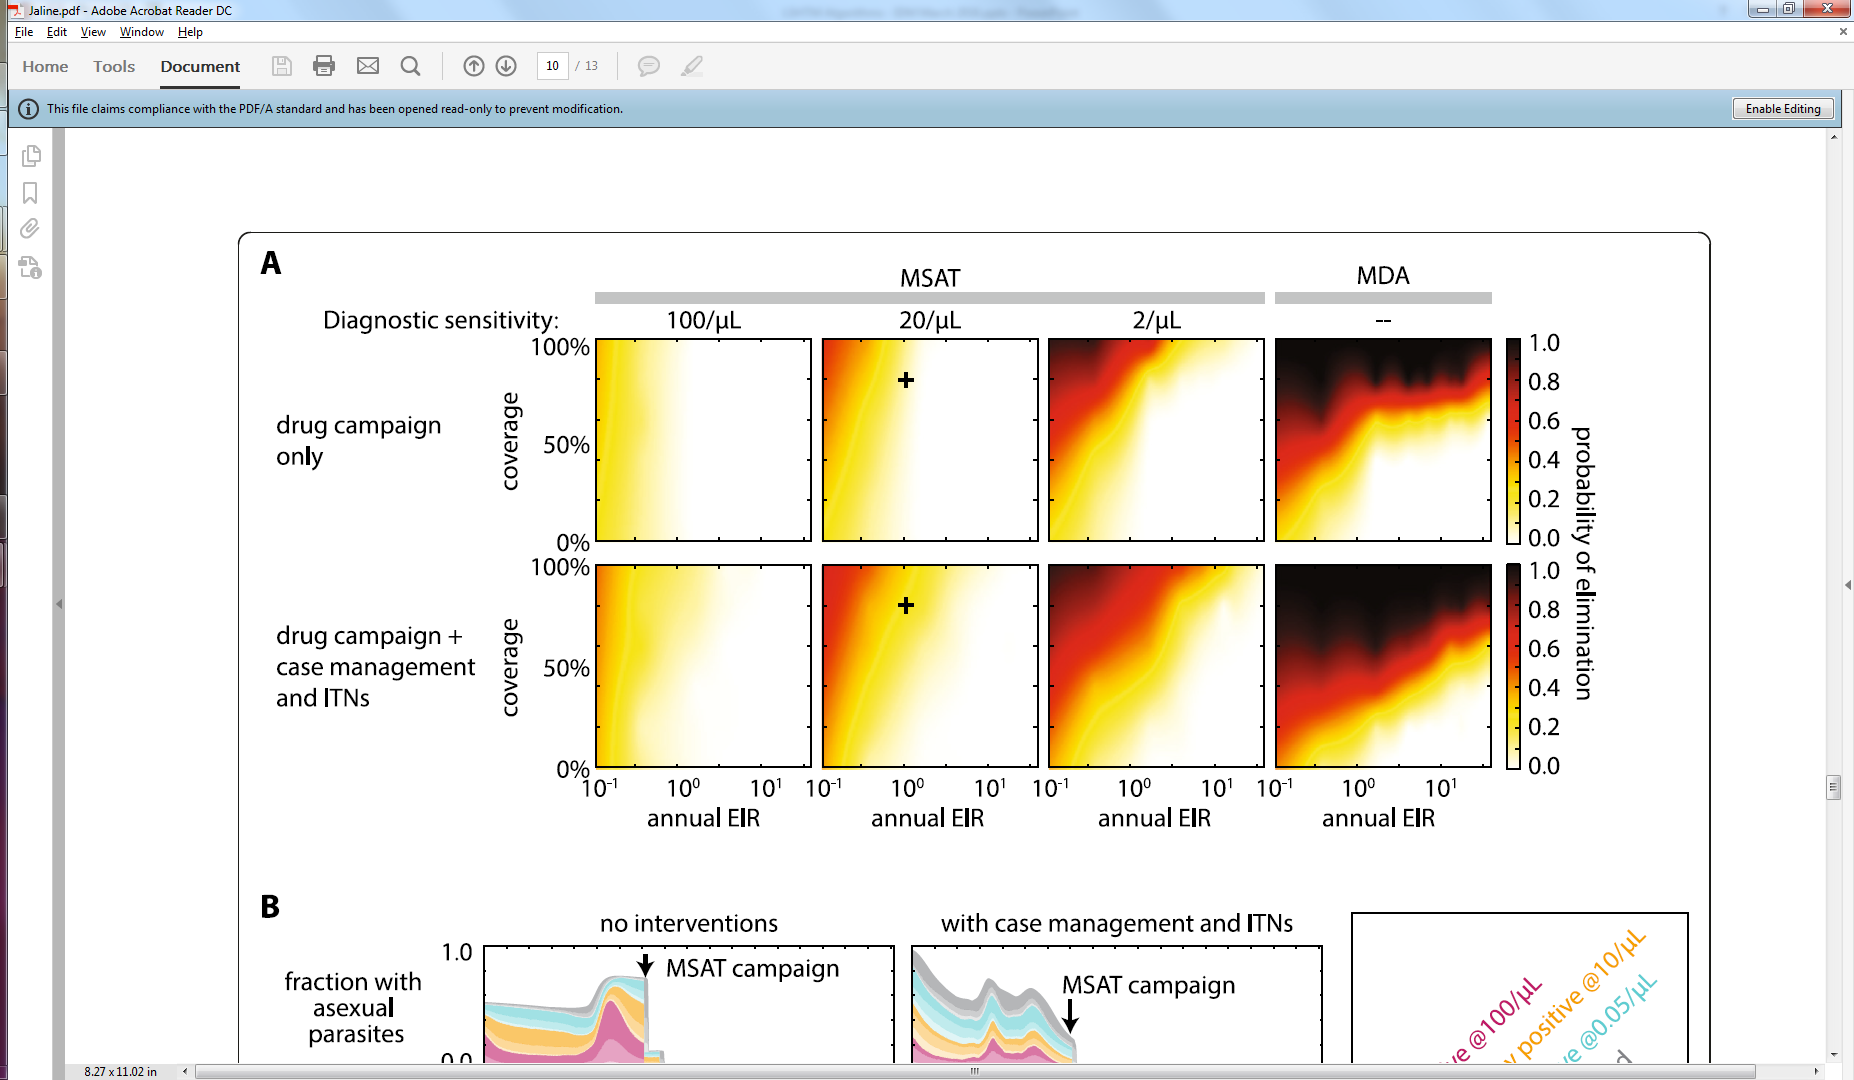 Jaline.pdf - Adobe Acrobat Reader DC
File Edit View Window Help
Home Tools Document 10 / 13
This file claims compliance with the PDF/A standard and has been opened read-only to prevent modification.
Enable Editing
A
MSAT
MDA
Diagnostic sensitivity: 100/µL 20/µL 2/µL --
drug campaign
only
coverage
100%
50%
0%
1.0
0.8
0.6
0.4
0.2
0.0
probability of elimination
drug campaign +
case management
and ITNs
coverage
100%
50%
0%
1.0
0.8
0.6
0.4
0.2
0.0
10⁻¹ 10⁰ 10¹ 10⁻¹ 10⁰ 10¹ 10⁻¹ 10⁰ 10¹ 10⁻¹ 10⁰ 10¹
annual EIR annual EIR annual EIR annual EIR
B
no interventions
with case management and ITNs
1.0
MSAT campaign
MSAT campaign
fraction with
asexual
parasites
0.0
ve @100/µL
y positive @10/µL
ve @0.05/µL
d
8.27 x 11.02 in